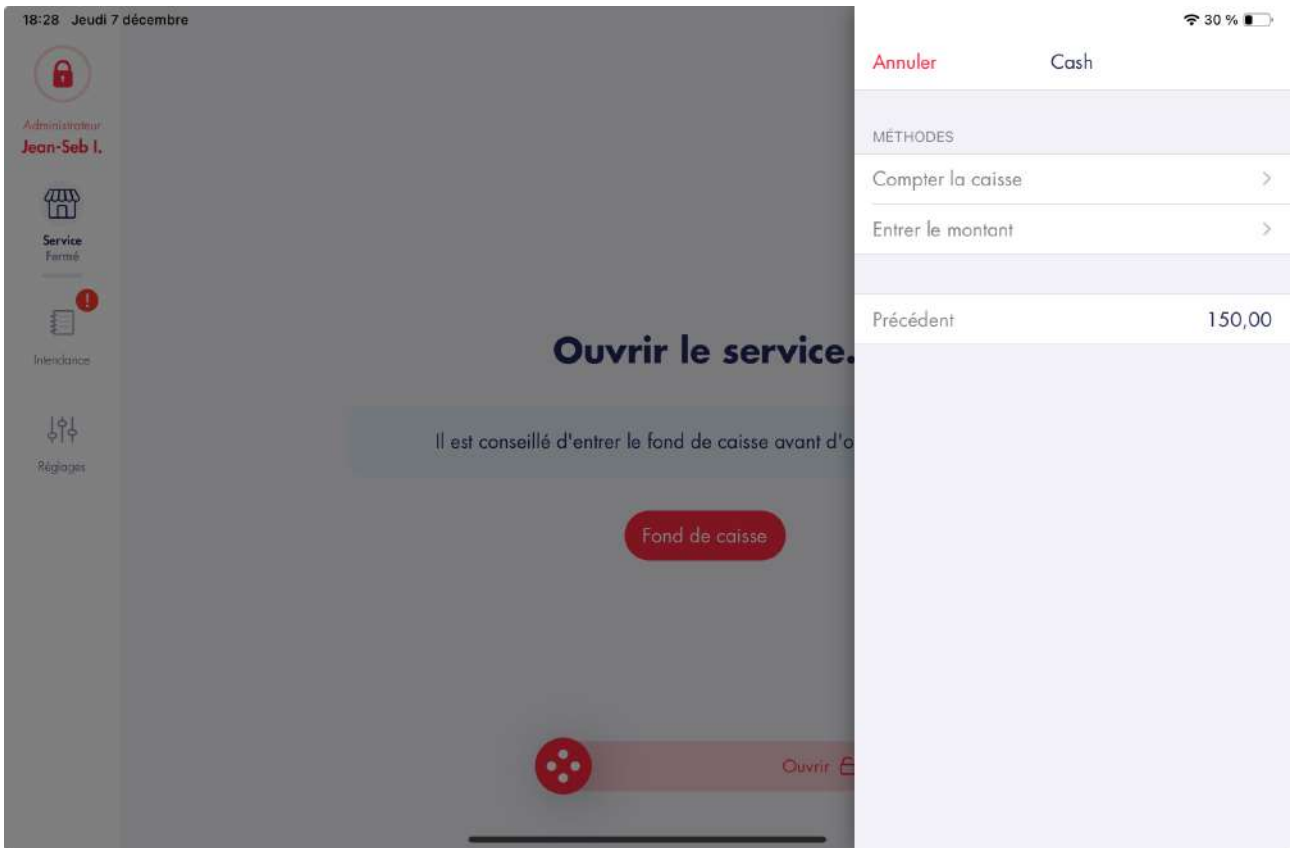 18:28 Jeudi 7 décembre
30 %
Administrateur
Jean-Seb I.
Service
Fermé
Intendance
Réglages
Ouvrir le service.
Il est conseillé d'entrer le fond de caisse avant d'o
Fond de caisse
Ouvrir
Annuler
Cash
MÉTHODES
Compter la caisse
Entrer le montant
Précédent 150,00